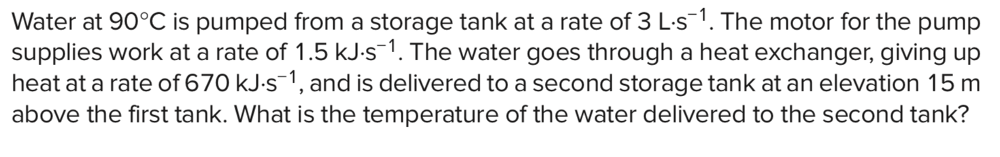 Water at 90°C is pumped from a storage tank at a rate of 3 L·s⁻¹. The motor for the pump
supplies work at a rate of 1.5 kJ·s⁻¹. The water goes through a heat exchanger, giving up
heat at a rate of 670 kJ·s⁻¹, and is delivered to a second storage tank at an elevation 15 m
above the first tank. What is the temperature of the water delivered to the second tank?